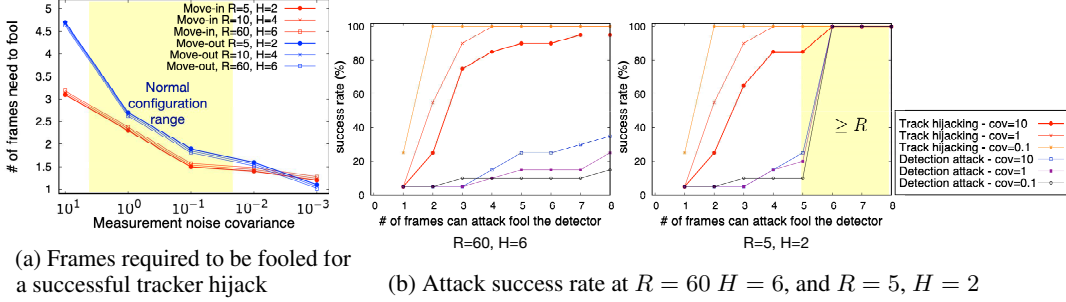 5
4.5
4
3.5
3
2.5
2
1.5
1
# of frames need to fool
Move-in R=5, H=2
Move-in R=10, H=4
Move-in, R=60, H=6
Move-out R=5, H=2
Move-out R=10, H=4
Move-out, R=60, H=6
Normal
configuration
range
10¹ 10⁰ 10⁻¹ 10⁻² 10⁻³
Measurement noise covariance
(a) Frames required to be fooled for
a successful tracker hijack
100
80
60
40
20
0
success rate (%)
0 1 2 3 4 5 6 7 8
# of frames can attack fool the detector
R=60, H=6
100
80
60
40
20
0
success rate (%)
≥ R
0 1 2 3 4 5 6 7 8
# of frames can attack fool the detector
R=5, H=2
Track hijacking - cov=10
Track hijacking - cov=1
Track hijacking - cov=0.1
Detection attack - cov=10
Detection attack - cov=1
Detection attack - cov=0.1
(b) Attack success rate at R = 60 H = 6, and R = 5, H = 2